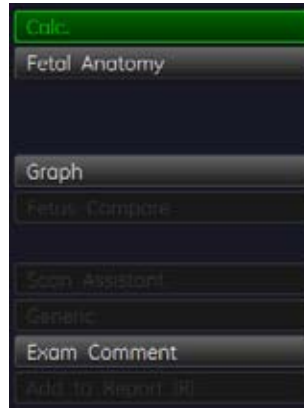 Calc.
Fetal Anatomy
Graph
Fetus Compare
Scan Assistant
Generic
Exam Comment
Add to Report (R)